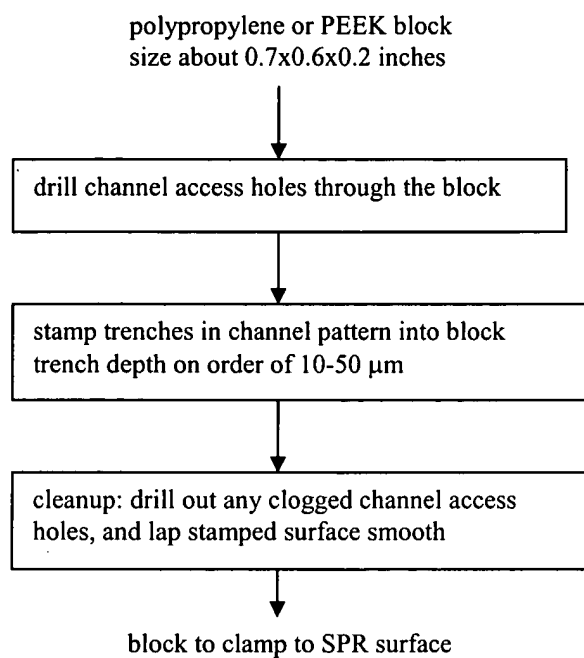 polypropylene or PEEK block
size about 0.7x0.6x0.2 inches
drill channel access holes through the block
stamp trenches in channel pattern into block
trench depth on order of 10-50 μm
cleanup: drill out any clogged channel access
holes, and lap stamped surface smooth
block to clamp to SPR surface